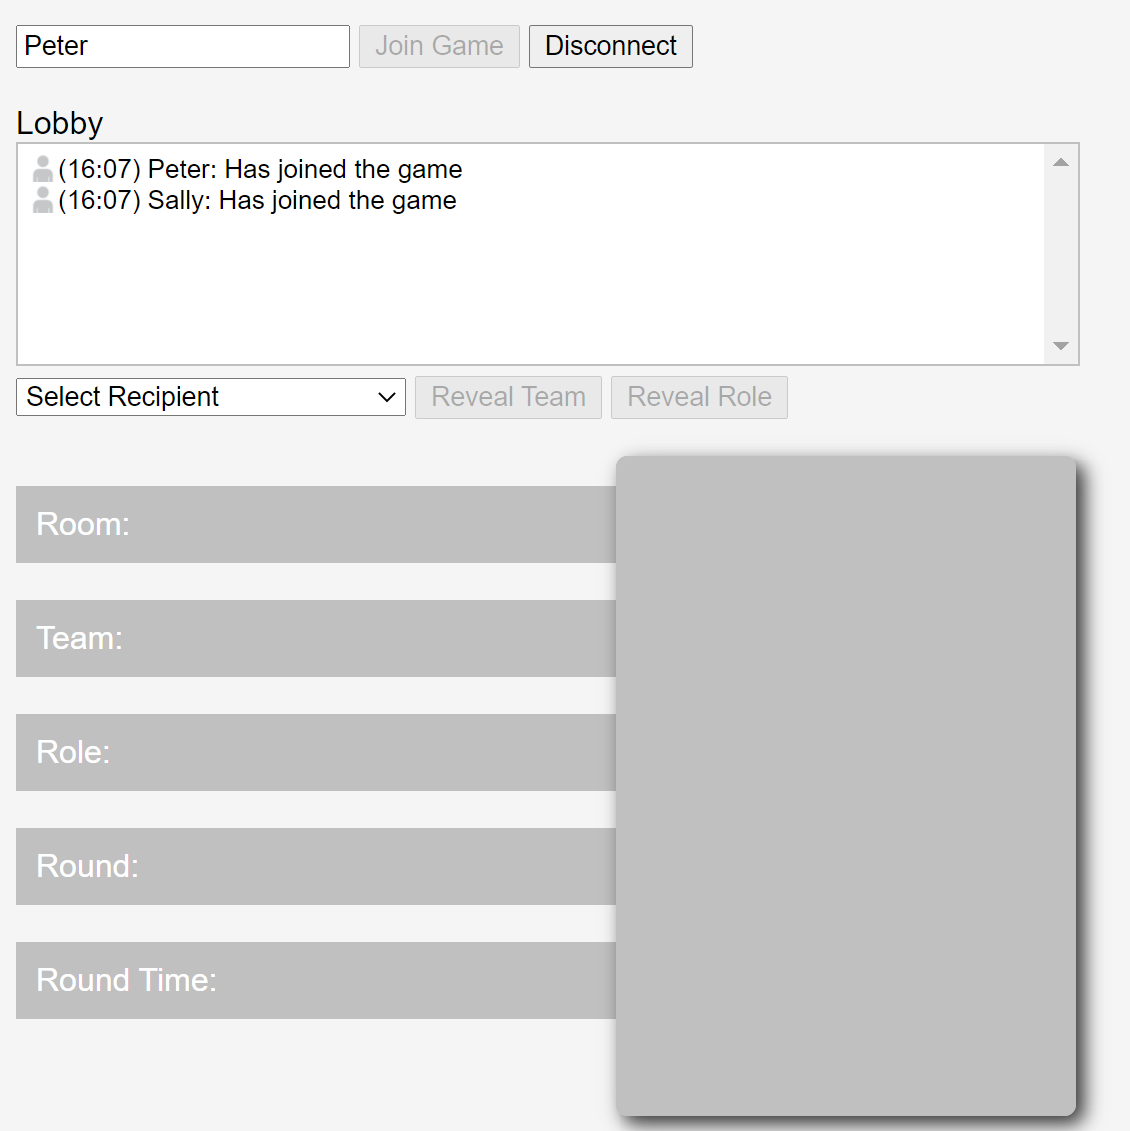 Peter Join Game Disconnect
Lobby
(16:07) Peter: Has joined the game
(16:07) Sally: Has joined the game
Select Recipient Reveal Team Reveal Role
Room:
Team:
Role:
Round:
Round Time: